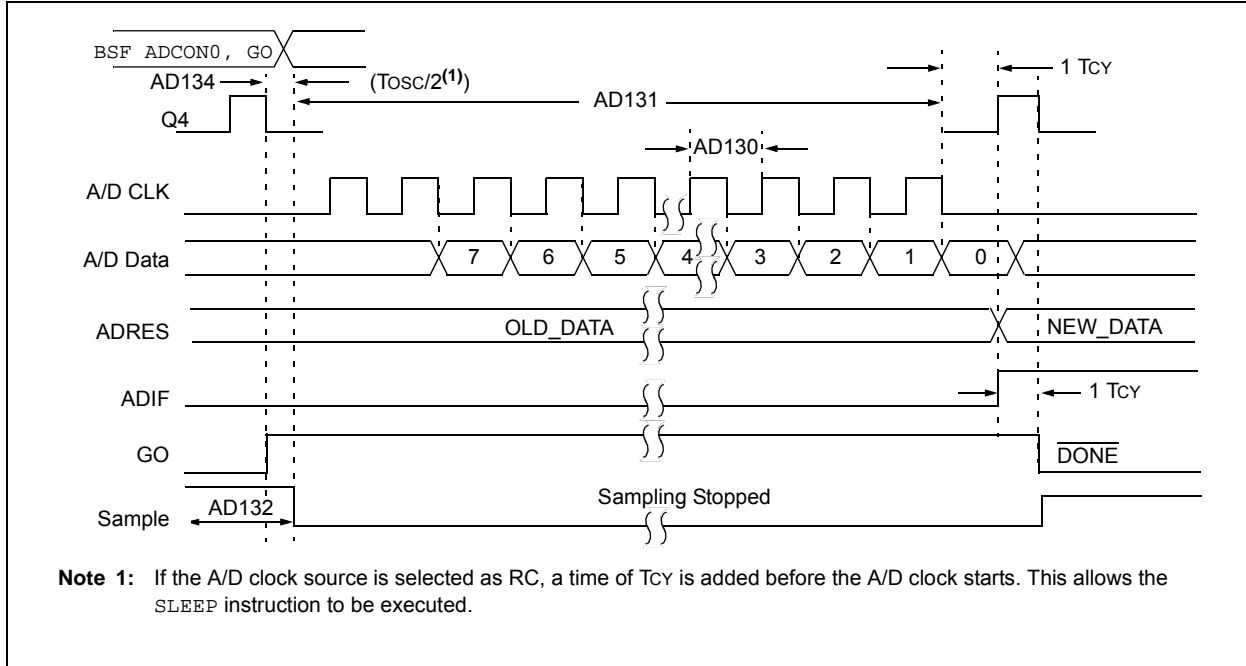 BSF ADCON0, GO
AD134
(TOSC/2(1))
1 TCY
AD131
Q4
AD130
A/D CLK
A/D Data
7 6 5 4 3 2 1 0
ADRES
OLD_DATA
NEW_DATA
ADIF
1 TCY
GO
DONE
Sample
AD132
Sampling Stopped
Note 1: If the A/D clock source is selected as RC, a time of TCY is added before the A/D clock starts. This allows the
SLEEP instruction to be executed.